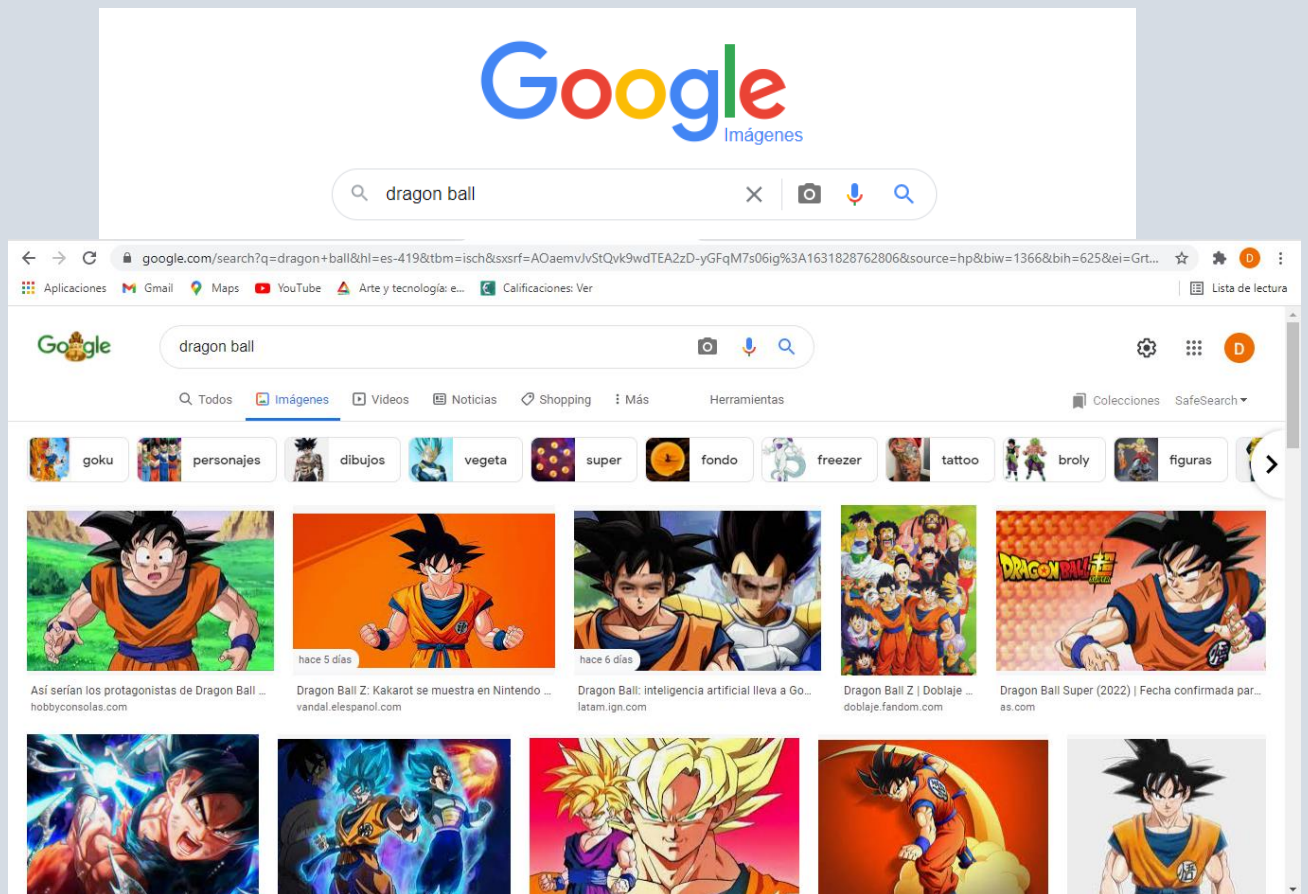 Google
Imágenes
dragon ball
google.com/search?q=dragon+ball&hl=es-419&tbm=isch&sxsrf=AOaemvJvStQvk9wdTEA2zD-yGFqM7s06ig%3A1631828762806&source=hp&biw=1366&bih=625&ei=Grt...
D
Aplicaciones Gmail Maps YouTube Arte y tecnología: e... Calificaciones: Ver Lista de lectura
Google dragon ball D
Todos Imágenes Videos Noticias Shopping Más Herramientas Colecciones SafeSearch
goku personajes dibujos vegeta super fondo freezer tattoo broly figuras
DRAGON BALL
SUPER
hace 5 días hace 6 días
Así serían los protagonistas de Dragon Ball ... Dragon Ball Z: Kakarot se muestra en Nintendo ... Dragon Ball: inteligencia artificial lleva a Go... Dragon Ball Z | Doblaje ... Dragon Ball Super (2022) | Fecha confirmada par...
hobbyconsolas.com vandal.elespanol.com latam.ign.com doblaje.fandom.com as.com
悟